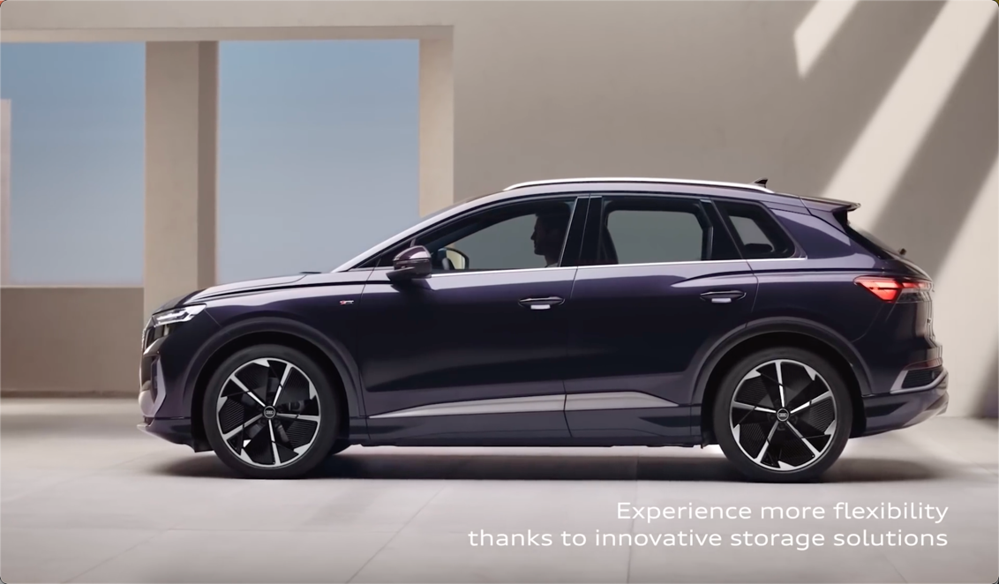 Experience more flexibility
thanks to innovative storage solutions